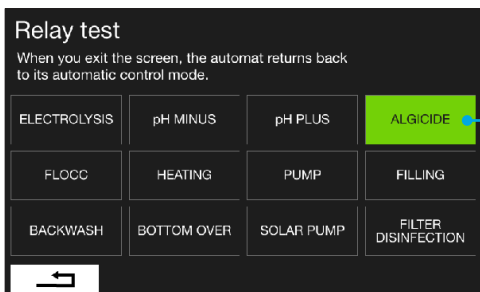 Relay test
When you exit the screen, the automat returns back
to its automatic control mode.
ELECTROLYSIS pH MINUS pH PLUS ALGICIDE
FLOCC HEATING PUMP FILLING
BACKWASH BOTTOM OVER SOLAR PUMP FILTER
DISINFECTION